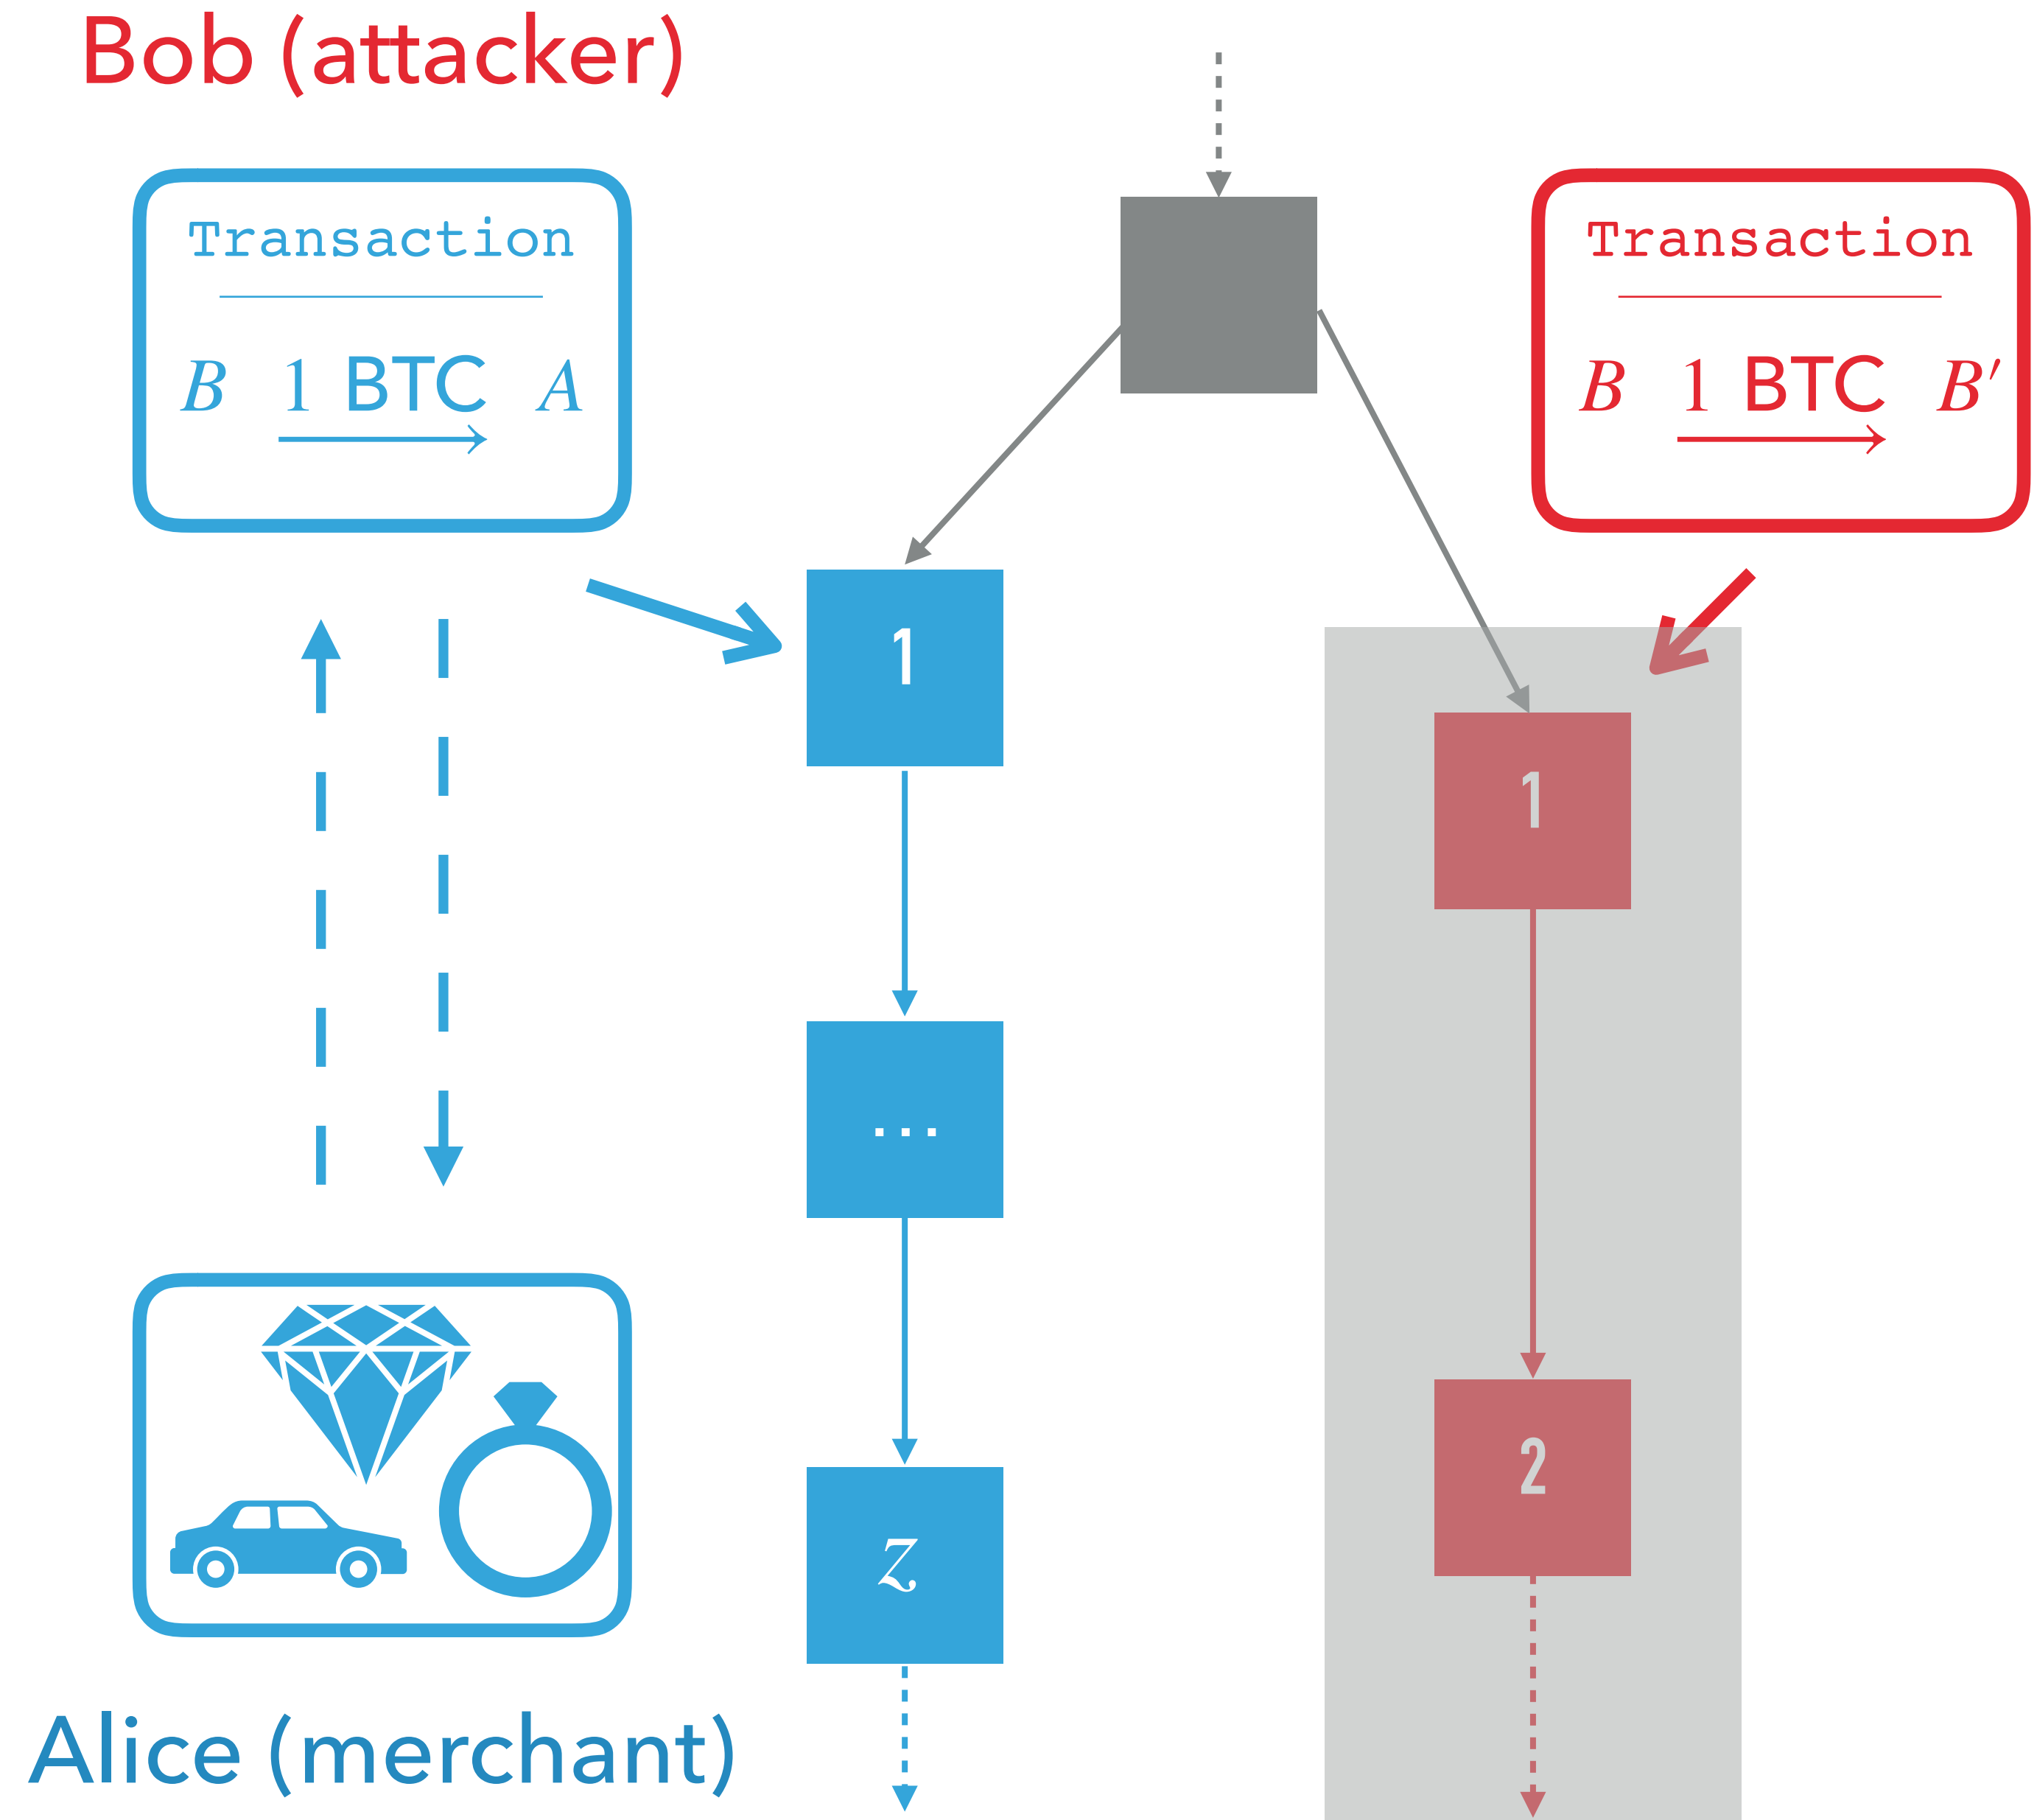 Bob (attacker)
Transaction
B 1 BTC A
Transaction
B 1 BTC B′
1
1
...
2
z
Alice (merchant)